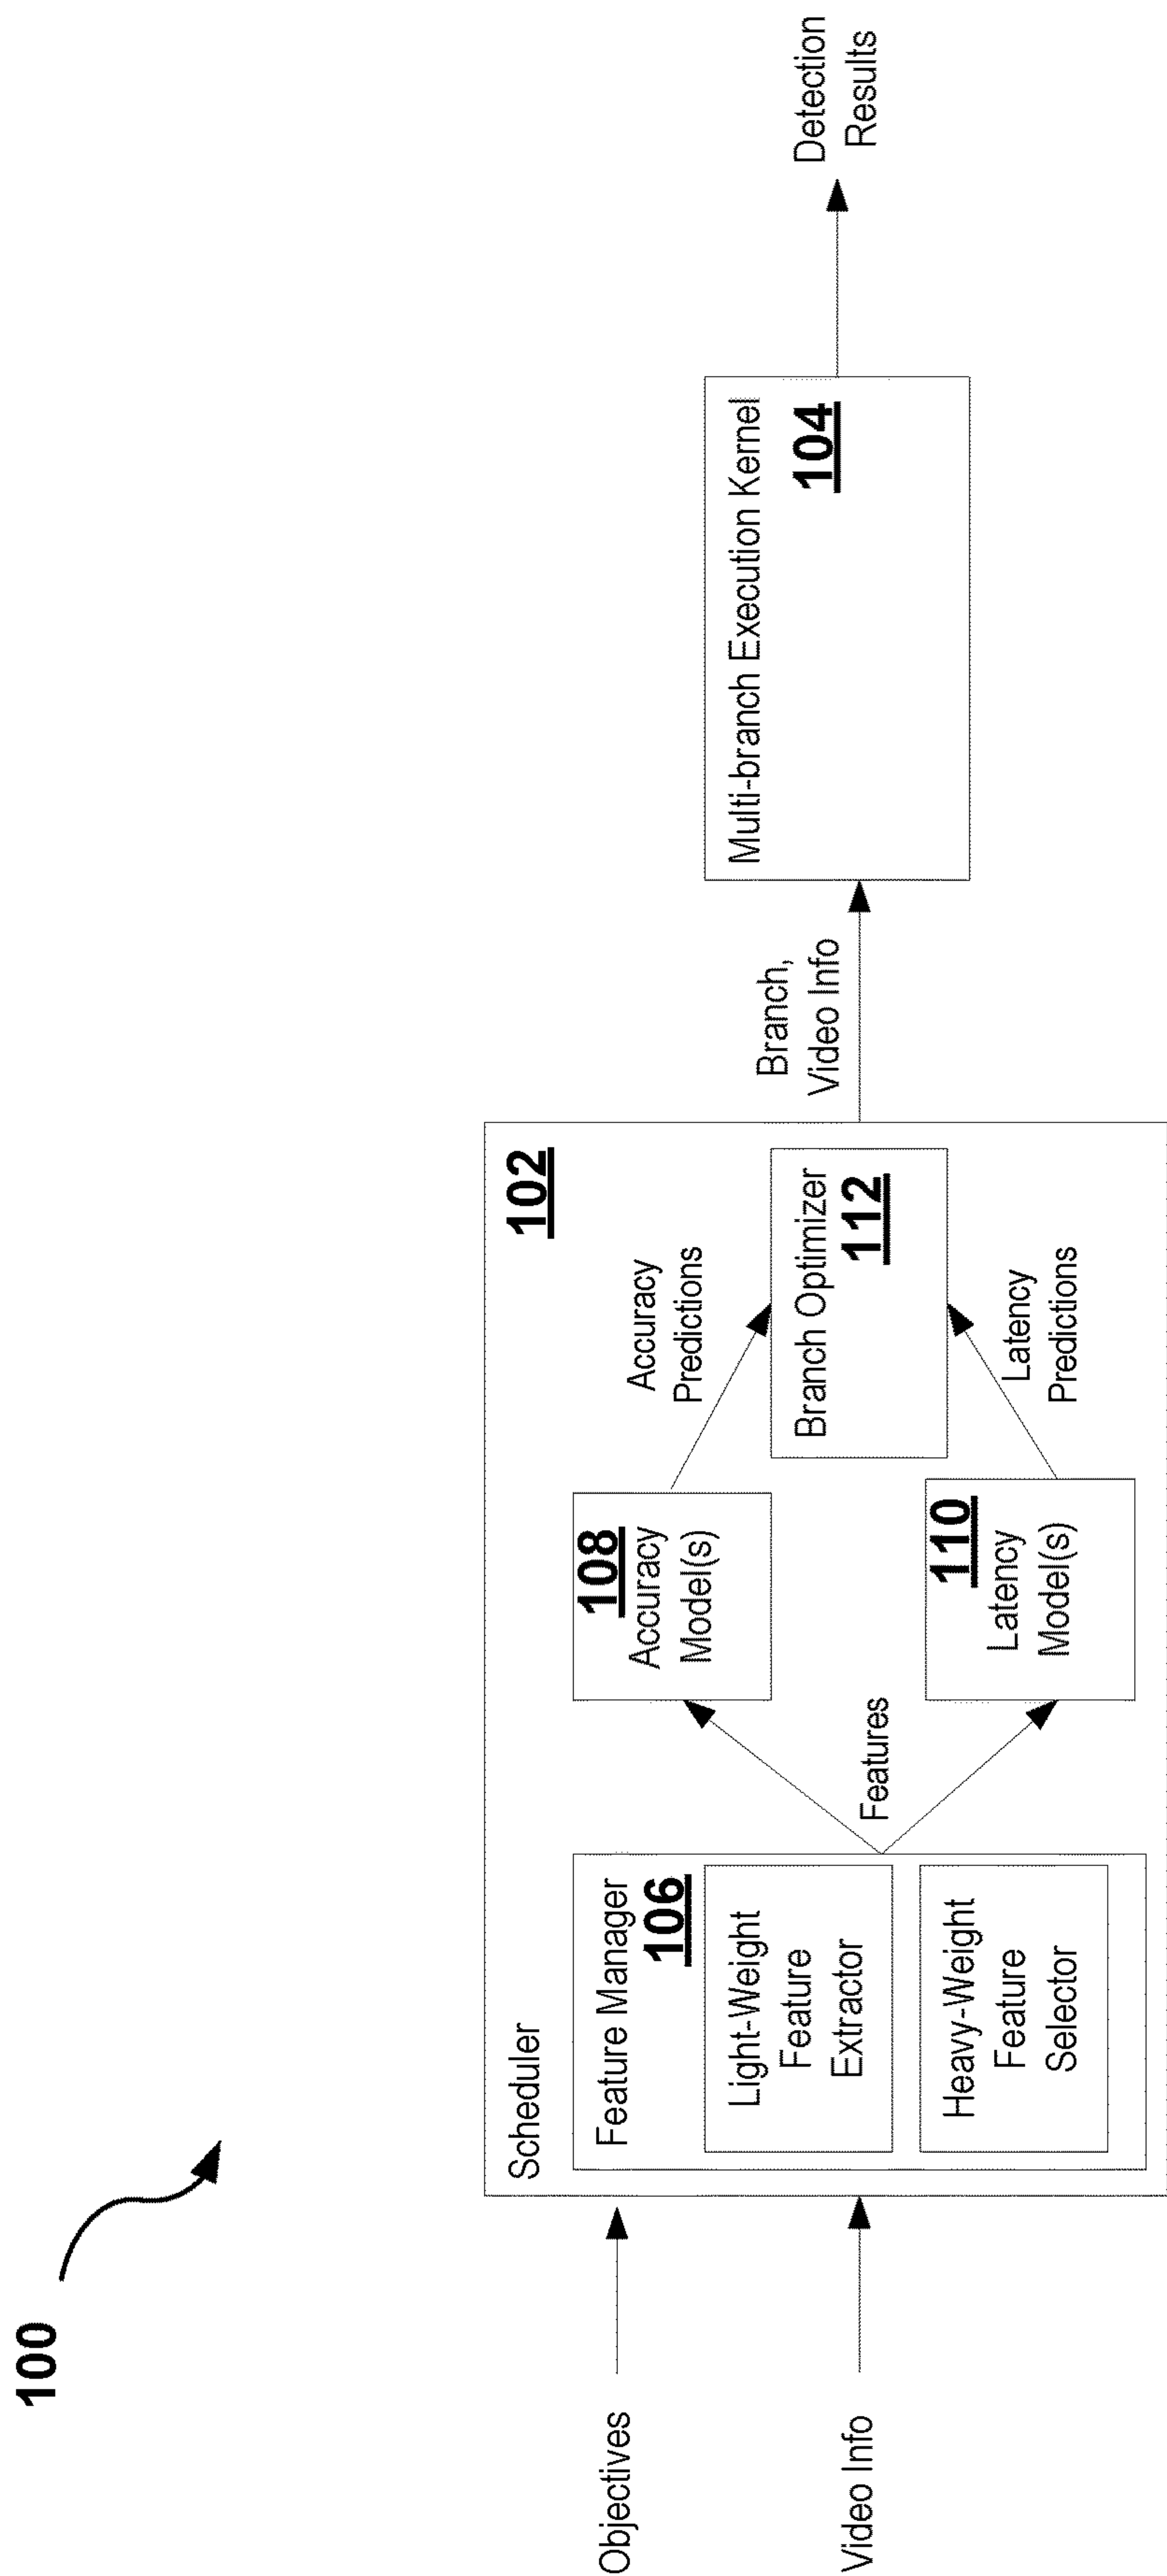 100
Objectives
Video Info
Scheduler
102
Feature Manager
106
Light-Weight
Feature
Extractor
Heavy-Weight
Feature
Selector
Features
108
Accuracy
Model(s)
110
Latency
Model(s)
Accuracy
Predictions
Latency
Predictions
Branch Optimizer
112
Branch,
Video Info
Multi-branch Execution Kernel
104
Detection
Results